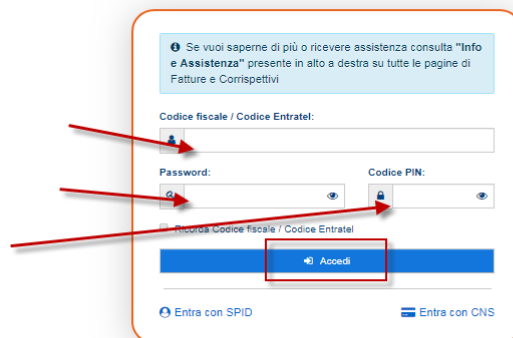 Se vuoi saperne di più o ricevere assistenza consulta "Info
e Assistenza" presente in alto a destra su tutte le pagine di
Fatture e Corrispettivi
Codice fiscale / Codice Entratel:
Password: Codice PIN:
Ricorda Codice fiscale / Codice Entratel
Accedi
Entra con SPID Entra con CNS